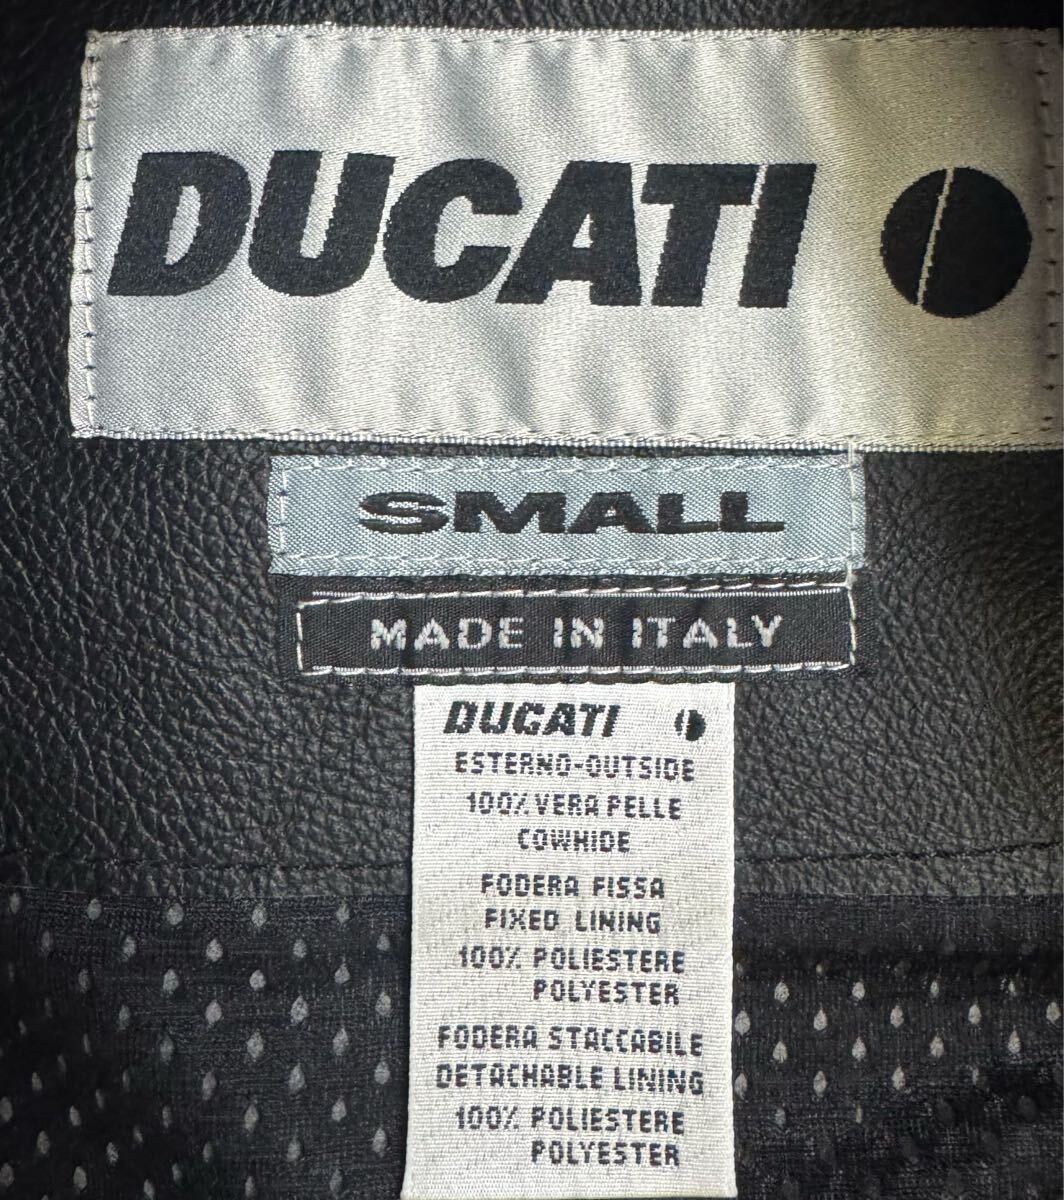 DUCATI
SMALL
MADE IN ITALY
DUCATI
ESTERNO-OUTSIDE
100% VERA PELLE
COWHIDE
FODERA FISSA
FIXED LINING
100% POLIESTERE
POLYESTER
FODERA STACCABILE
DETACHABLE LINING
100% POLIESTERE
POLYESTER